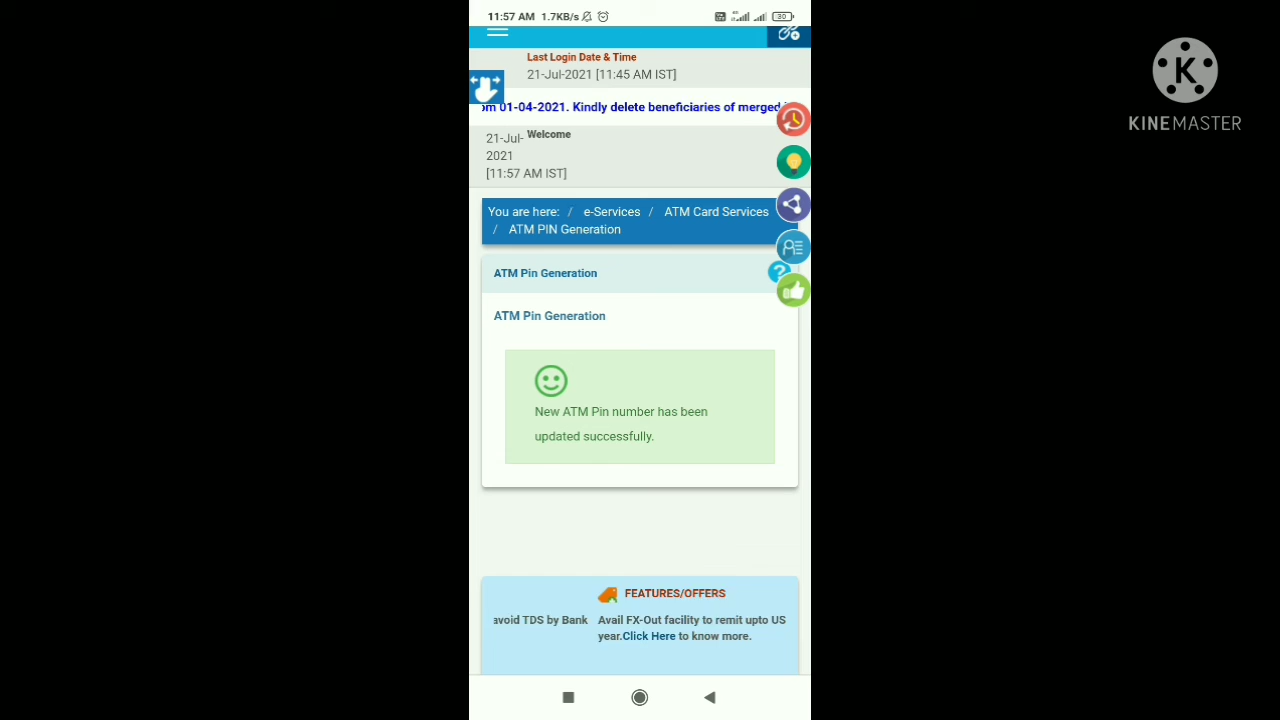 11:57 AM 1.7KB/s
30
KINEMASTER
Last Login Date & Time
21-Jul-2021 [11:45 AM IST]
01-04-2021. Kindly delete beneficiaries of merged
21-Jul-
2021
[11:57 AM IST]
Welcome
You are here: / e-Services / ATM Card Services
/ ATM PIN Generation
ATM Pin Generation
?
ATM Pin Generation
New ATM Pin number has been
updated successfully.
FEATURES/OFFERS
avoid TDS by Bank
Avail FX-Out facility to remit upto US
year.Click Here to know more.